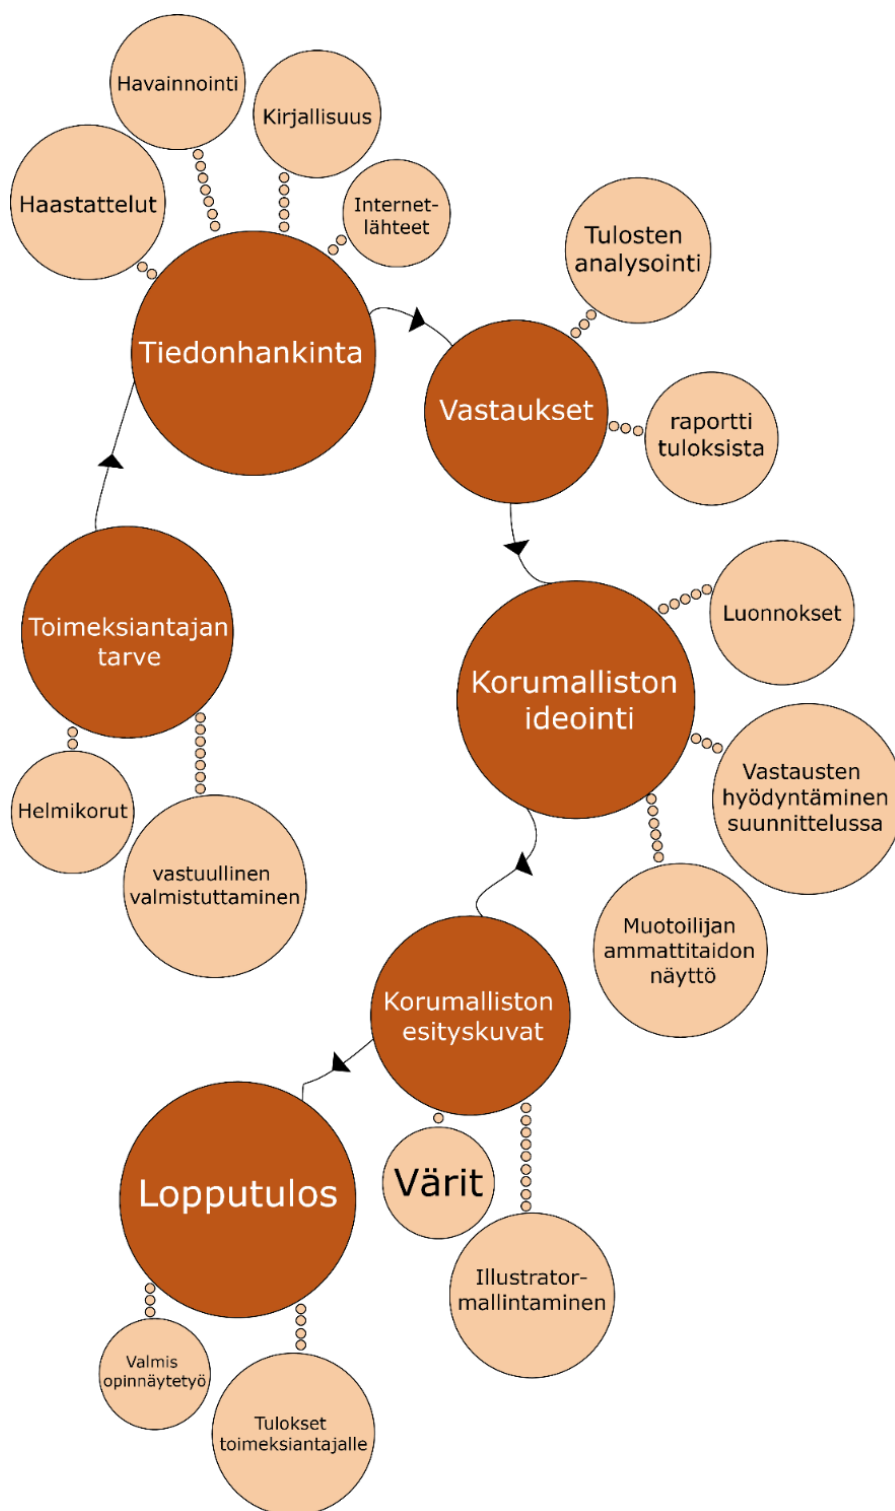 Havainnointi
Kirjallisuus
Haastattelut
Internet-
lähteet
Tiedonhankinta
Tulosten
analysointi
Vastaukset
raportti
tuloksista
Toimeksiantajan
tarve
Helmikorut
vastuullinen
valmistuttaminen
Korumalliston
ideointi
Luonnokset
Vastausten
hyödyntäminen
suunnittelussa
Muotoilijan
ammattitaidon
näyttö
Korumalliston
esityskuvat
Värit
Illustrator-
mallintaminen
Lopputulos
Valmis
opinnäytetyö
Tulokset
toimeksiantajalle